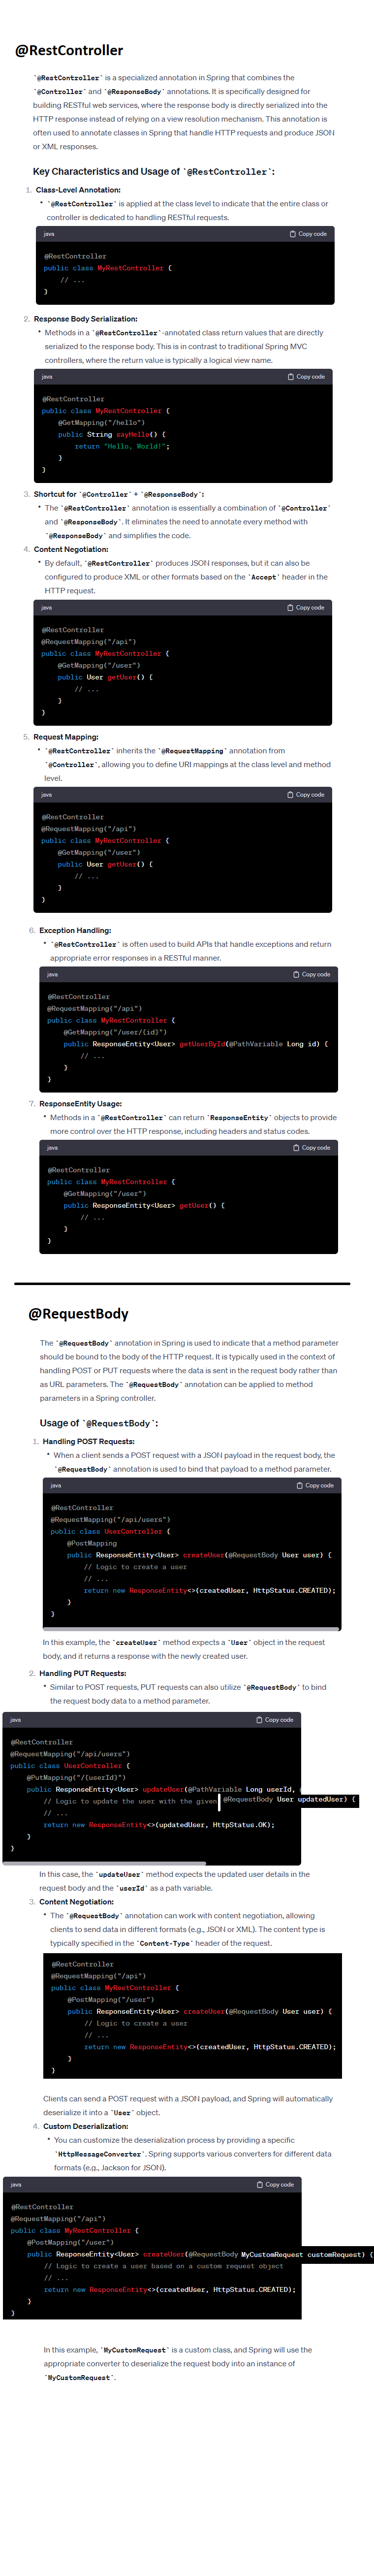 @RestController
`@RestController` is a specialized annotation in Spring that combines the
`@Controller` and `@ResponseBody` annotations. It is specifically designed for
building RESTful web services, where the response body is directly serialized into the
HTTP response instead of relying on a view resolution mechanism. This annotation is
often used to annotate classes in Spring that handle HTTP requests and produce JSON
or XML responses.
Key Characteristics and Usage of `@RestController`:
1. Class-Level Annotation:
• `@RestController` is applied at the class level to indicate that the entire class or
controller is dedicated to handling RESTful requests.
java Copy code
@RestController
public class MyRestController {
// ...
}
2. Response Body Serialization:
• Methods in a `@RestController`-annotated class return values that are directly
serialized to the response body. This is in contrast to traditional Spring MVC
controllers, where the return value is typically a logical view name.
java Copy code
@RestController
public class MyRestController {
@GetMapping("/hello")
public String sayHello() {
return "Hello, World!";
}
}
3. Shortcut for `@Controller` + `@ResponseBody`:
• The `@RestController` annotation is essentially a combination of `@Controller`
and `@ResponseBody`. It eliminates the need to annotate every method with
`@ResponseBody` and simplifies the code.
4. Content Negotiation:
• By default, `@RestController` produces JSON responses, but it can also be
configured to produce XML or other formats based on the `Accept` header in the
HTTP request.
java Copy code
@RestController
@RequestMapping("/api")
public class MyRestController {
@GetMapping("/user")
public User getUser() {
// ...
}
}
5. Request Mapping:
• `@RestController` inherits the `@RequestMapping` annotation from
`@Controller`, allowing you to define URI mappings at the class level and method
level.
java Copy code
@RestController
@RequestMapping("/api")
public class MyRestController {
@GetMapping("/user")
public User getUser() {
// ...
}
}
6. Exception Handling:
• `@RestController` is often used to build APIs that handle exceptions and return
appropriate error responses in a RESTful manner.
java Copy code
@RestController
@RequestMapping("/api")
public class MyRestController {
@GetMapping("/user/{id}")
public ResponseEntity<User> getUserById(@PathVariable Long id) {
// ...
}
}
7. ResponseEntity Usage:
• Methods in a `@RestController` can return `ResponseEntity` objects to provide
more control over the HTTP response, including headers and status codes.
java Copy code
@RestController
public class MyRestController {
@GetMapping("/user")
public ResponseEntity<User> getUser() {
// ...
}
}
@RequestBody
The `@RequestBody` annotation in Spring is used to indicate that a method parameter
should be bound to the body of the HTTP request. It is typically used in the context of
handling POST or PUT requests where the data is sent in the request body rather than
as URL parameters. The `@RequestBody` annotation can be applied to method
parameters in a Spring controller.
Usage of `@RequestBody`:
1. Handling POST Requests:
• When a client sends a POST request with a JSON payload in the request body, the
`@RequestBody` annotation is used to bind that payload to a method parameter.
java Copy code
@RestController
@RequestMapping("/api/users")
public class UserController {
@PostMapping
public ResponseEntity<User> createUser(@RequestBody User user) {
// Logic to create a user
// ...
return new ResponseEntity<>(createdUser, HttpStatus.CREATED);
}
}
In this example, the `createUser` method expects a `User` object in the request
body, and it returns a response with the newly created user.
2. Handling PUT Requests:
• Similar to POST requests, PUT requests can also utilize `@RequestBody` to bind
the request body data to a method parameter.
java Copy code
@RestController
@RequestMapping("/api/users")
public class UserController {
@PutMapping("/{userId}")
public ResponseEntity<User> updateUser(@PathVariable Long userId,
// Logic to update the user with the given @RequestBody User updatedUser) {
// ...
return new ResponseEntity<>(updatedUser, HttpStatus.OK);
}
}
In this case, the `updateUser` method expects the updated user details in the
request body and the `userId` as a path variable.
3. Content Negotiation:
• The `@RequestBody` annotation can work with content negotiation, allowing
clients to send data in different formats (e.g., JSON or XML). The content type is
typically specified in the `Content-Type` header of the request.
@RestController
@RequestMapping("/api")
public class MyRestController {
@PostMapping("/user")
public ResponseEntity<User> createUser(@RequestBody User user) {
// Logic to create a user
// ...
return new ResponseEntity<>(createdUser, HttpStatus.CREATED);
}
}
Clients can send a POST request with a JSON payload, and Spring will automatically
deserialize it into a `User` object.
4. Custom Deserialization:
• You can customize the deserialization process by providing a specific
`HttpMessageConverter`. Spring supports various converters for different data
formats (e.g., Jackson for JSON).
java Copy code
@RestController
@RequestMapping("/api")
public class MyRestController {
@PostMapping("/user")
public ResponseEntity<User> createUser(@RequestBody MyCustomRequest customRequest) {
// Logic to create a user based on a custom request object
// ...
return new ResponseEntity<>(createdUser, HttpStatus.CREATED);
}
}
In this example, `MyCustomRequest` is a custom class, and Spring will use the
appropriate converter to deserialize the request body into an instance of
`MyCustomRequest`.